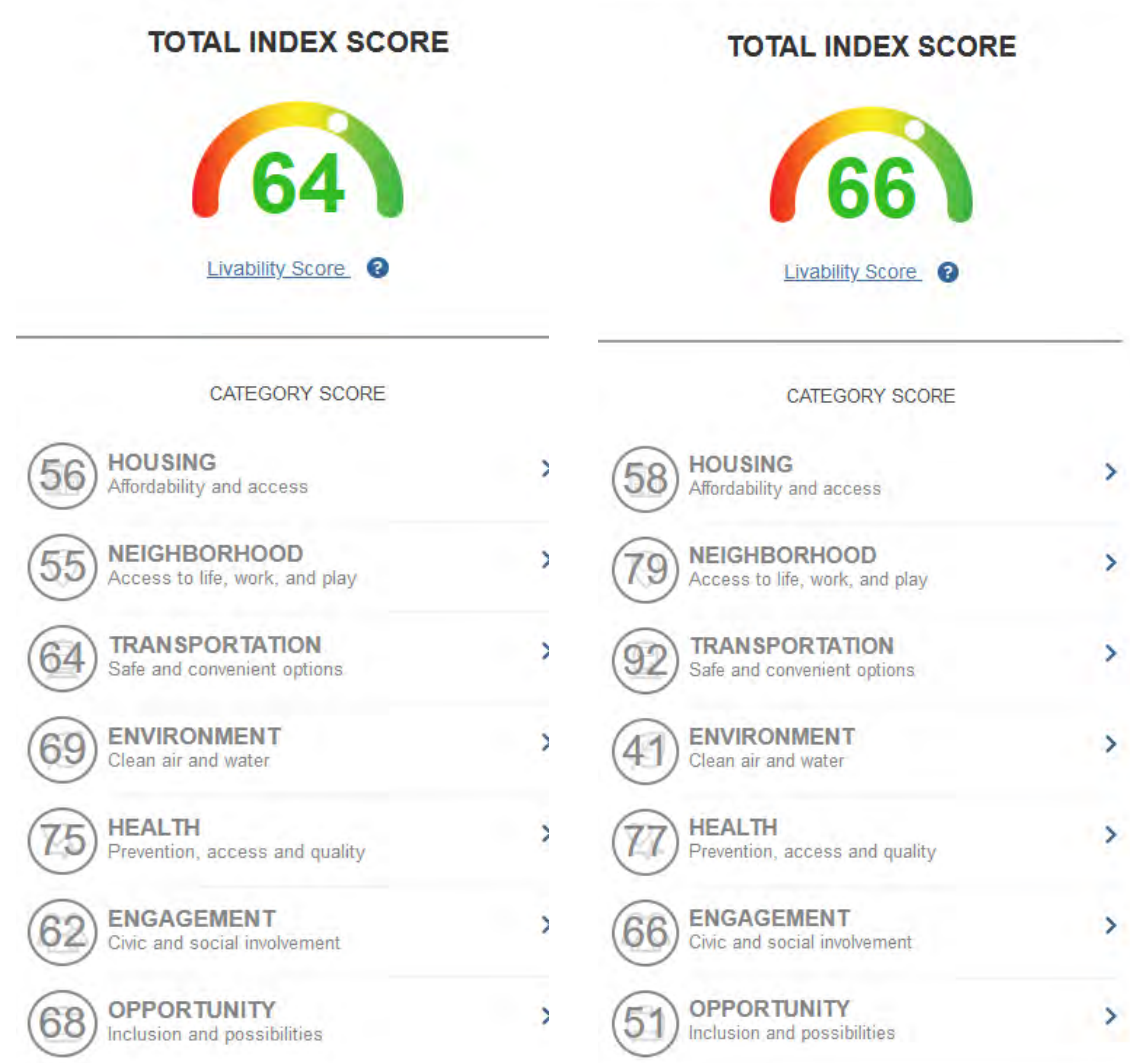 TOTAL INDEX SCORE
64
Livability Score ?
CATEGORY SCORE
56 HOUSING
Affordability and access
55 NEIGHBORHOOD
Access to life, work, and play
64 TRANSPORTATION
Safe and convenient options
69 ENVIRONMENT
Clean air and water
75 HEALTH
Prevention, access and quality
62 ENGAGEMENT
Civic and social involvement
68 OPPORTUNITY
Inclusion and possibilities
TOTAL INDEX SCORE
66
Livability Score ?
CATEGORY SCORE
58 HOUSING
Affordability and access
79 NEIGHBORHOOD
Access to life, work, and play
92 TRANSPORTATION
Safe and convenient options
41 ENVIRONMENT
Clean air and water
77 HEALTH
Prevention, access and quality
66 ENGAGEMENT
Civic and social involvement
51 OPPORTUNITY
Inclusion and possibilities